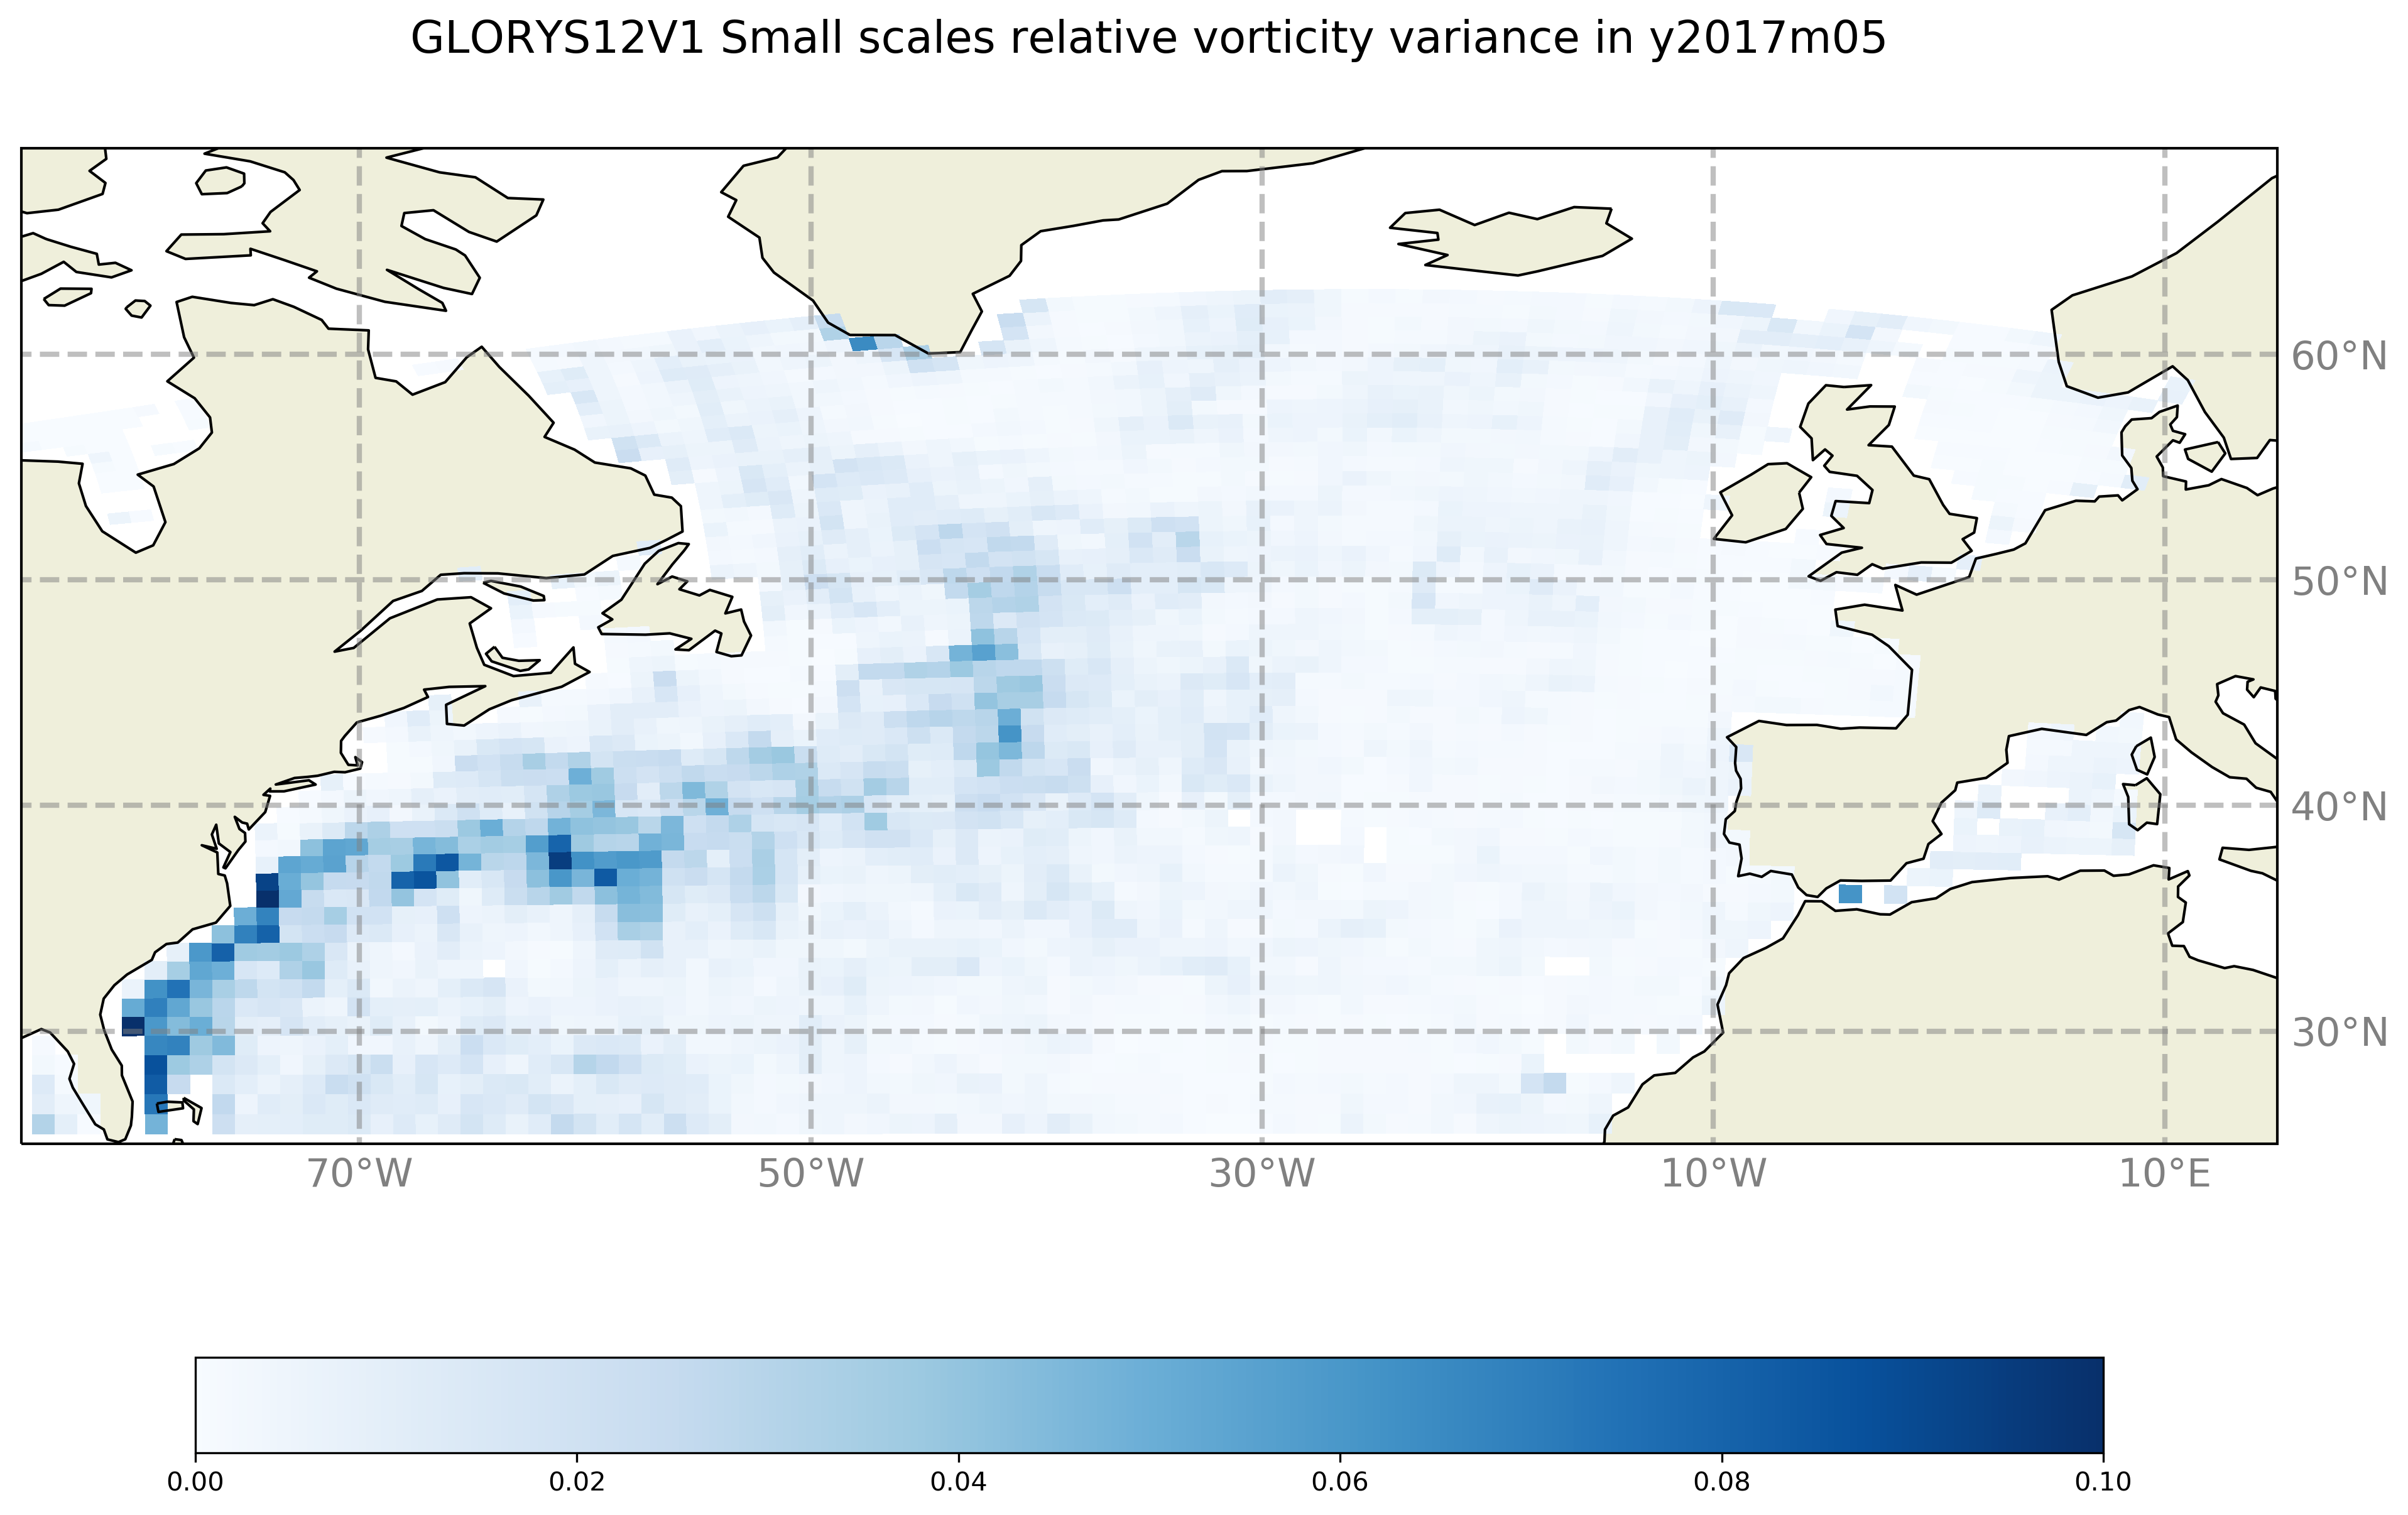 GLORYS12V1 Small scales relative vorticity variance in y2017m05
60°N
50°N
40°N
30°N
70°W 50°W 30°W 10°W 10°E
0.00 0.02 0.04 0.06 0.08 0.10